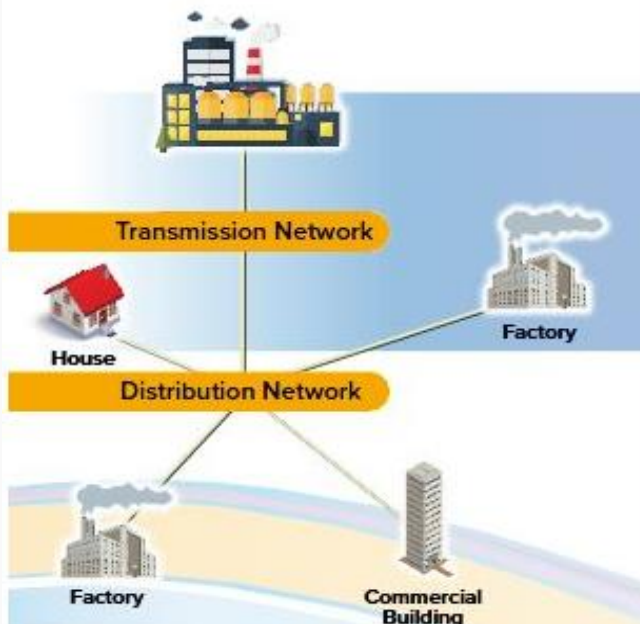 Transmission Network
Factory
House
Distribution Network
Factory
Commercial
Building